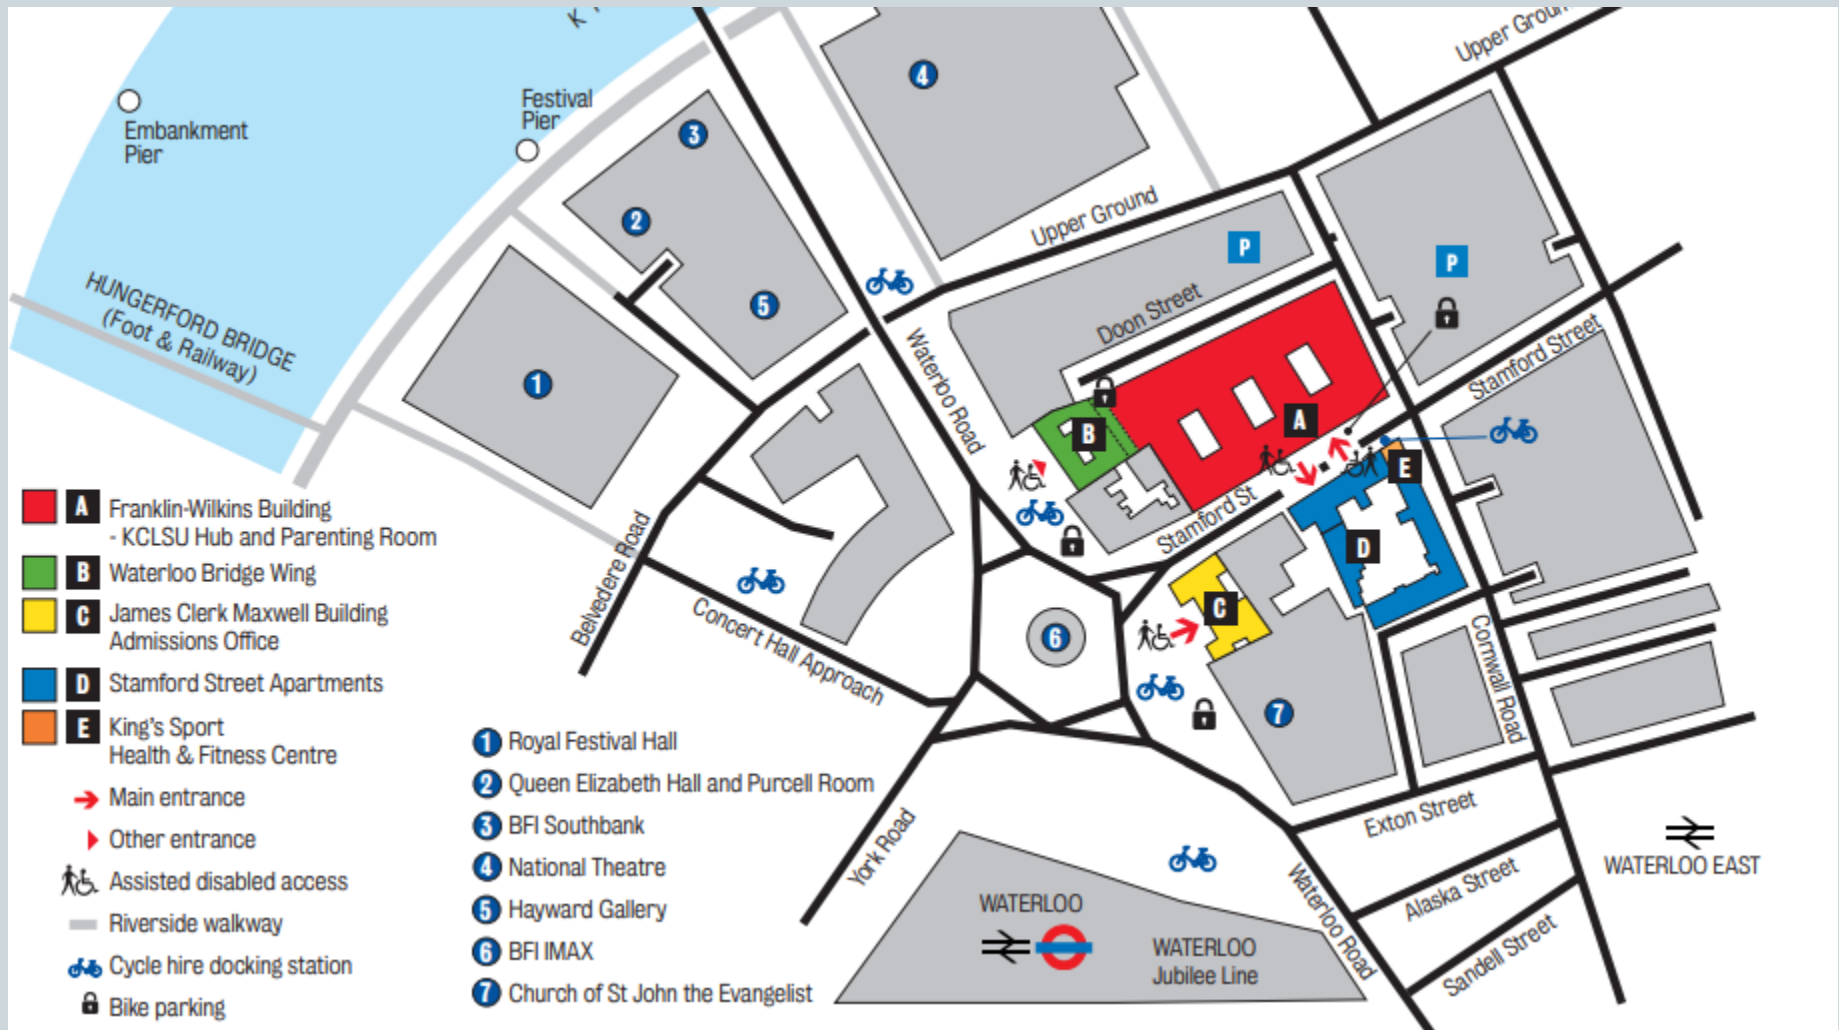 K
Upper Ground
4
Embankment
Pier
Festival
Pier
3
2
Upper Ground
P
P
5
HUNGERFORD BRIDGE
(Foot & Railway)
1
Doon Street
Waterloo Road
Stamford Street
A
B
E
Stamford St
D
C
6
7
Belvedere Road
Concert Hall Approach
Cornwall Road
York Road
Exton Street
Alaska Street
Sandell Street
Waterloo Road
WATERLOO EAST
WATERLOO
WATERLOO
Jubilee Line
A Franklin-Wilkins Building
- KCLSU Hub and Parenting Room
B Waterloo Bridge Wing
C James Clerk Maxwell Building
Admissions Office
D Stamford Street Apartments
E King's Sport
Health & Fitness Centre
Main entrance
Other entrance
Assisted disabled access
Riverside walkway
Cycle hire docking station
Bike parking
1 Royal Festival Hall
2 Queen Elizabeth Hall and Purcell Room
3 BFI Southbank
4 National Theatre
5 Hayward Gallery
6 BFI IMAX
7 Church of St John the Evangelist